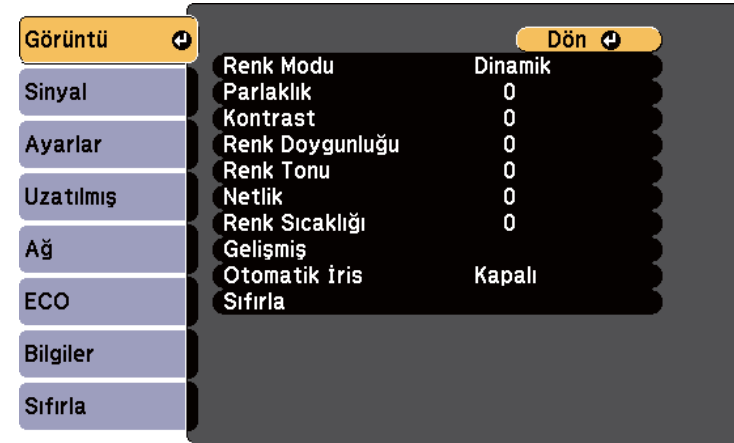 Görüntü
Sinyal
Ayarlar
Uzatılmış
Ağ
ECO
Bilgiler
Sıfırla
Dön
Renk Modu Dinamik
Parlaklık 0
Kontrast 0
Renk Doygunluğu 0
Renk Tonu 0
Netlik 0
Renk Sıcaklığı 0
Gelişmiş
Otomatik İris Kapalı
Sıfırla